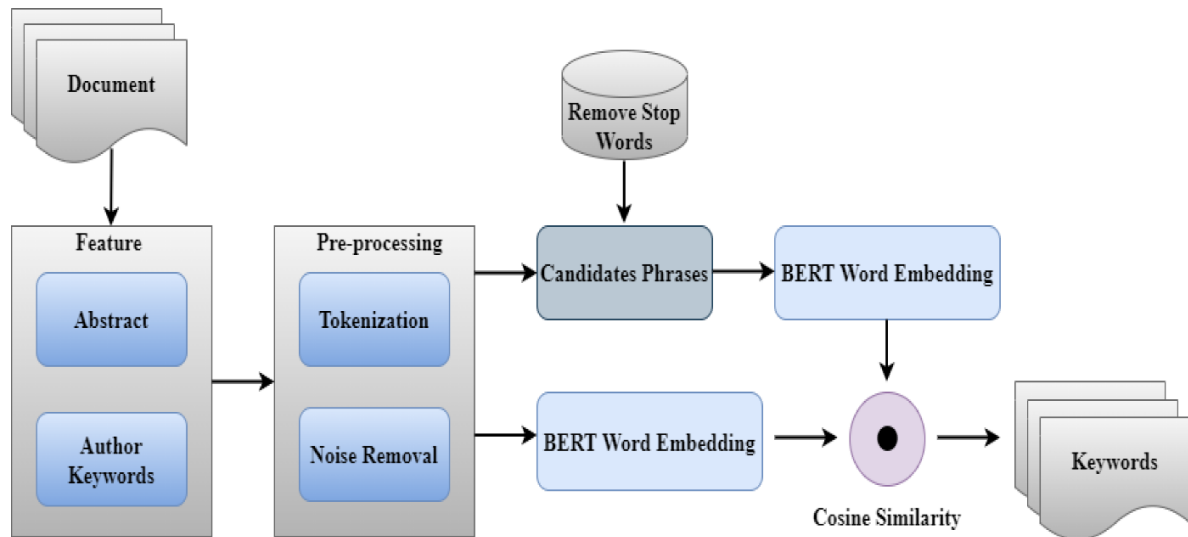 Document
Remove Stop
Words
Feature
Pre-processing
Abstract
Tokenization
Candidates Phrases
BERT Word Embedding
Author
Keywords
Noise Removal
BERT Word Embedding
Cosine Similarity
Keywords